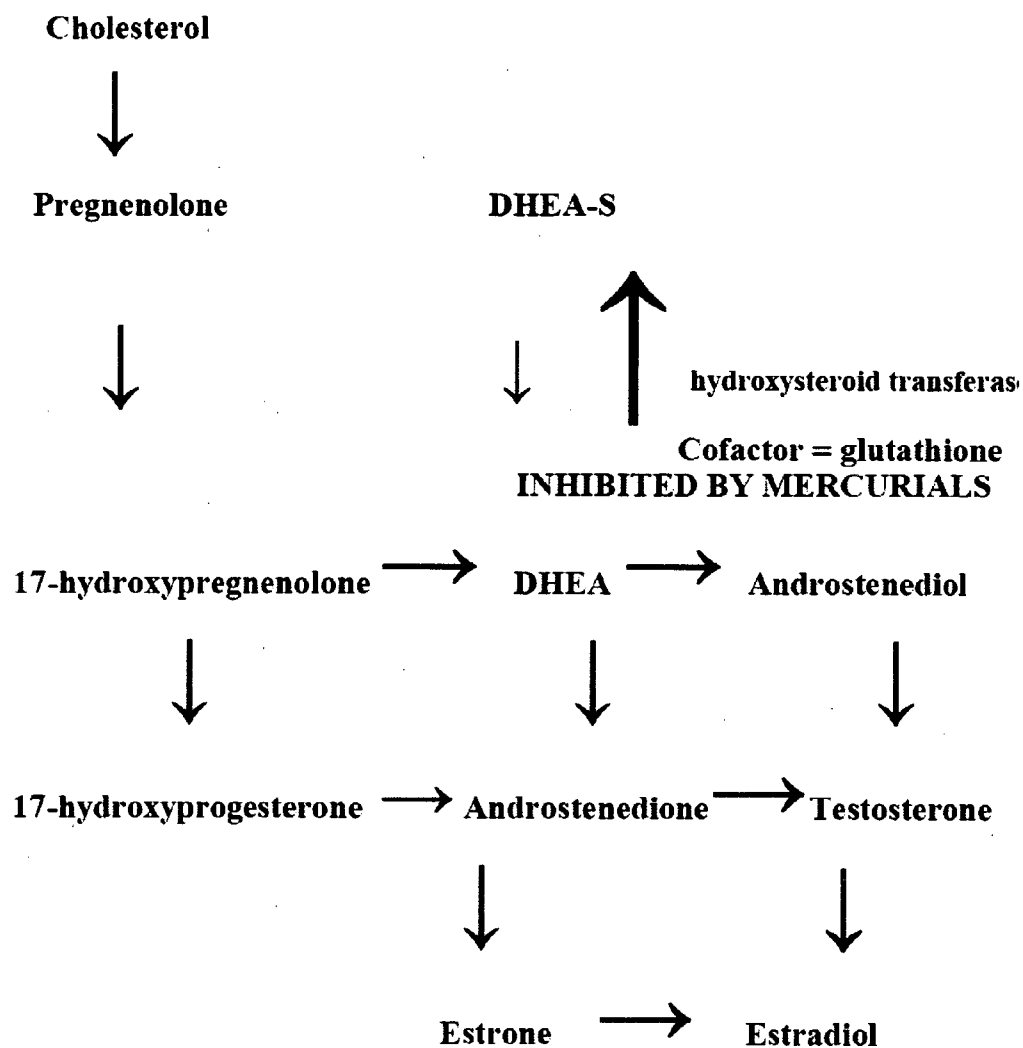 Cholesterol
Pregnenolone
DHEA-S
hydroxysteroid transferas
Cofactor = glutathione
INHIBITED BY MERCURIALS
17-hydroxypregnenolone
DHEA
Androstenediol
17-hydroxyprogesterone
Androstenedione
Testosterone
Estrone
Estradiol